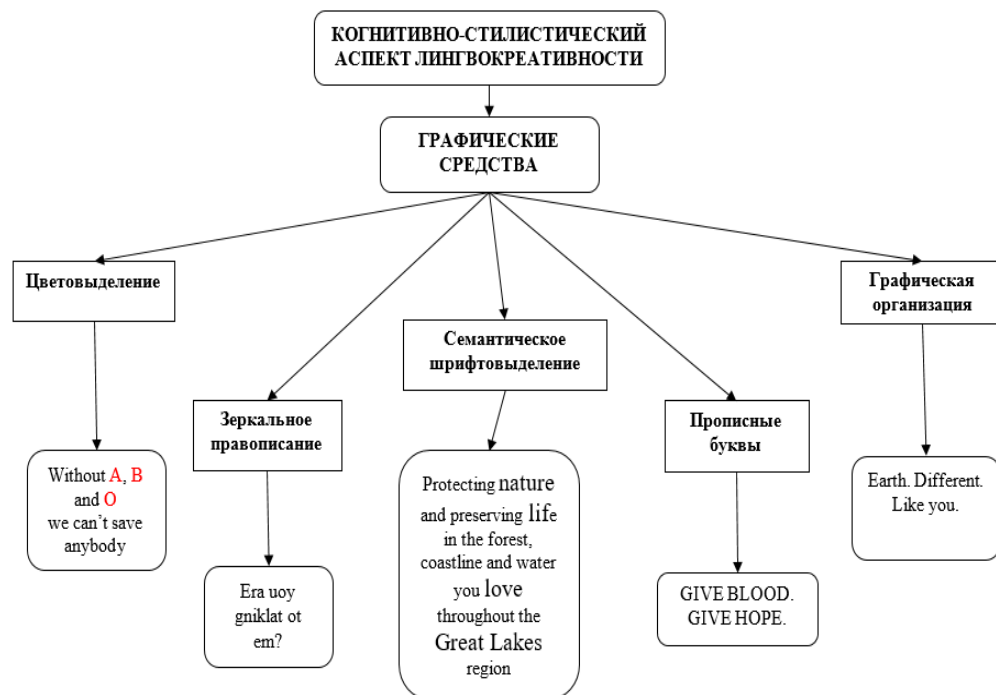 КОГНИТИВНО-СТИЛИСТИЧЕСКИЙ
АСПЕКТ ЛИНГВОКРЕАТИВНОСТИ
ГРАФИЧЕСКИЕ
СРЕДСТВА
Цветовыделение
Зеркальное
правописание
Семантическое
шрифтовыделение
Прописные
буквы
Графическая
организация
Without A, B
and O
we can’t save
anybody
Era uoy
gniklat ot
em?
Protecting nature
and preserving life
in the forest,
coastline and water
you love
throughout the
Great Lakes
region
GIVE BLOOD.
GIVE HOPE.
Earth. Different.
Like you.